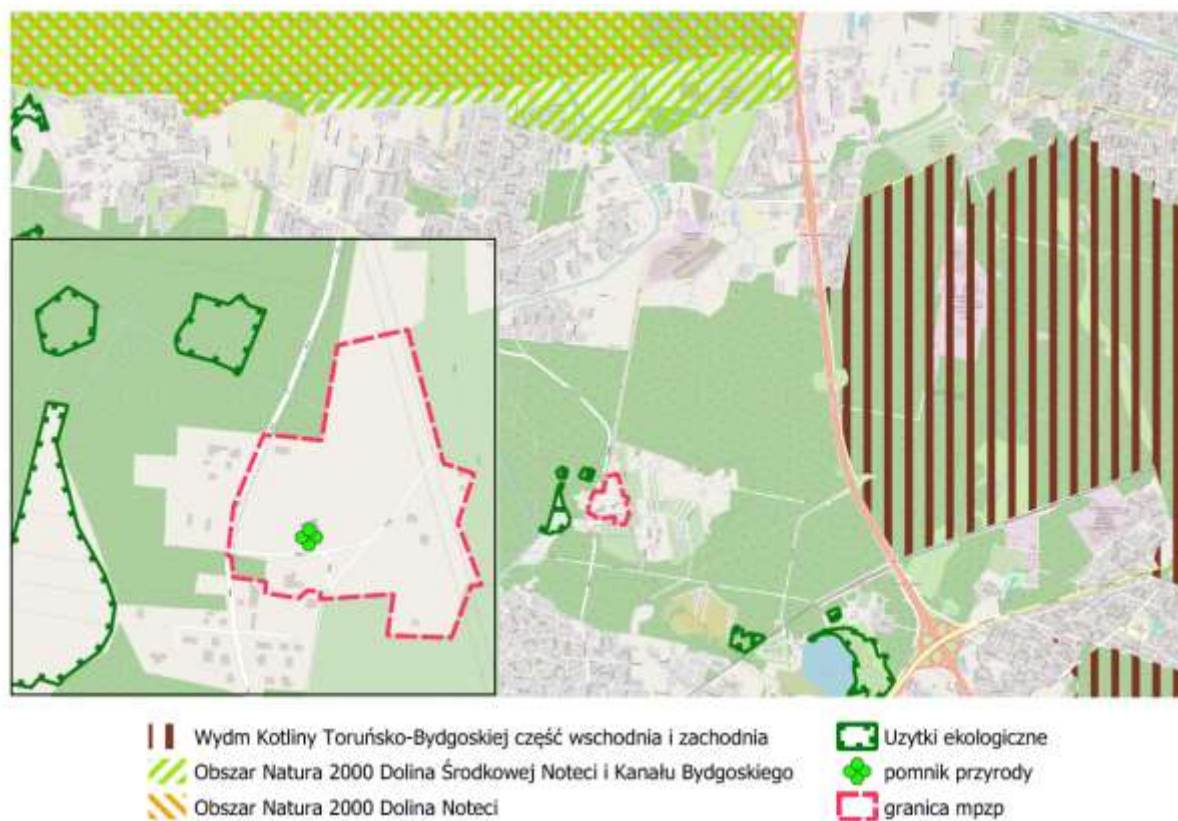 Wydm Kotliny Toruńsko-Bydgoskiej część wschodnia i zachodnia
Obszar Natura 2000 Dolina Środkowej Noteci i Kanału Bydgoskiego
Obszar Natura 2000 Dolina Noteci
Uzytki ekologiczne
pomnik przyrody
granica mpzp